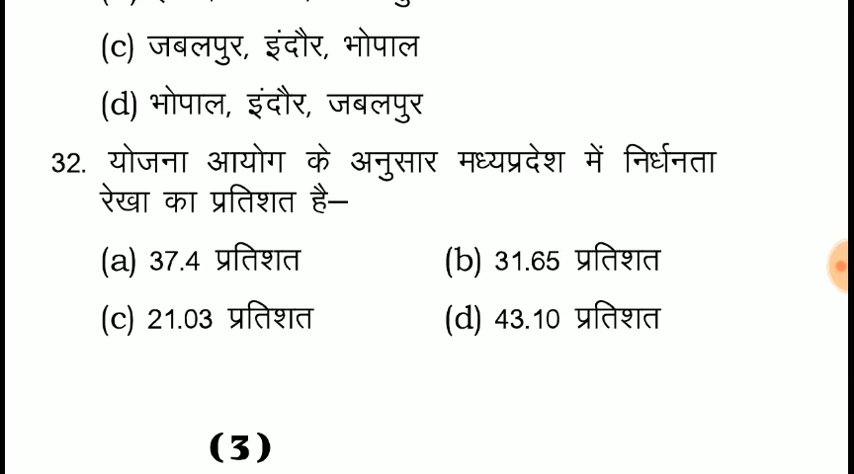 (c) जबलपुर, इंदौर, भोपाल
(d) भोपाल, इंदौर, जबलपुर
32. योजना आयोग के अनुसार मध्यप्रदेश में निर्धनता
रेखा का प्रतिशत है–
(a) 37.4 प्रतिशत (b) 31.65 प्रतिशत
(c) 21.03 प्रतिशत (d) 43.10 प्रतिशत
(3)